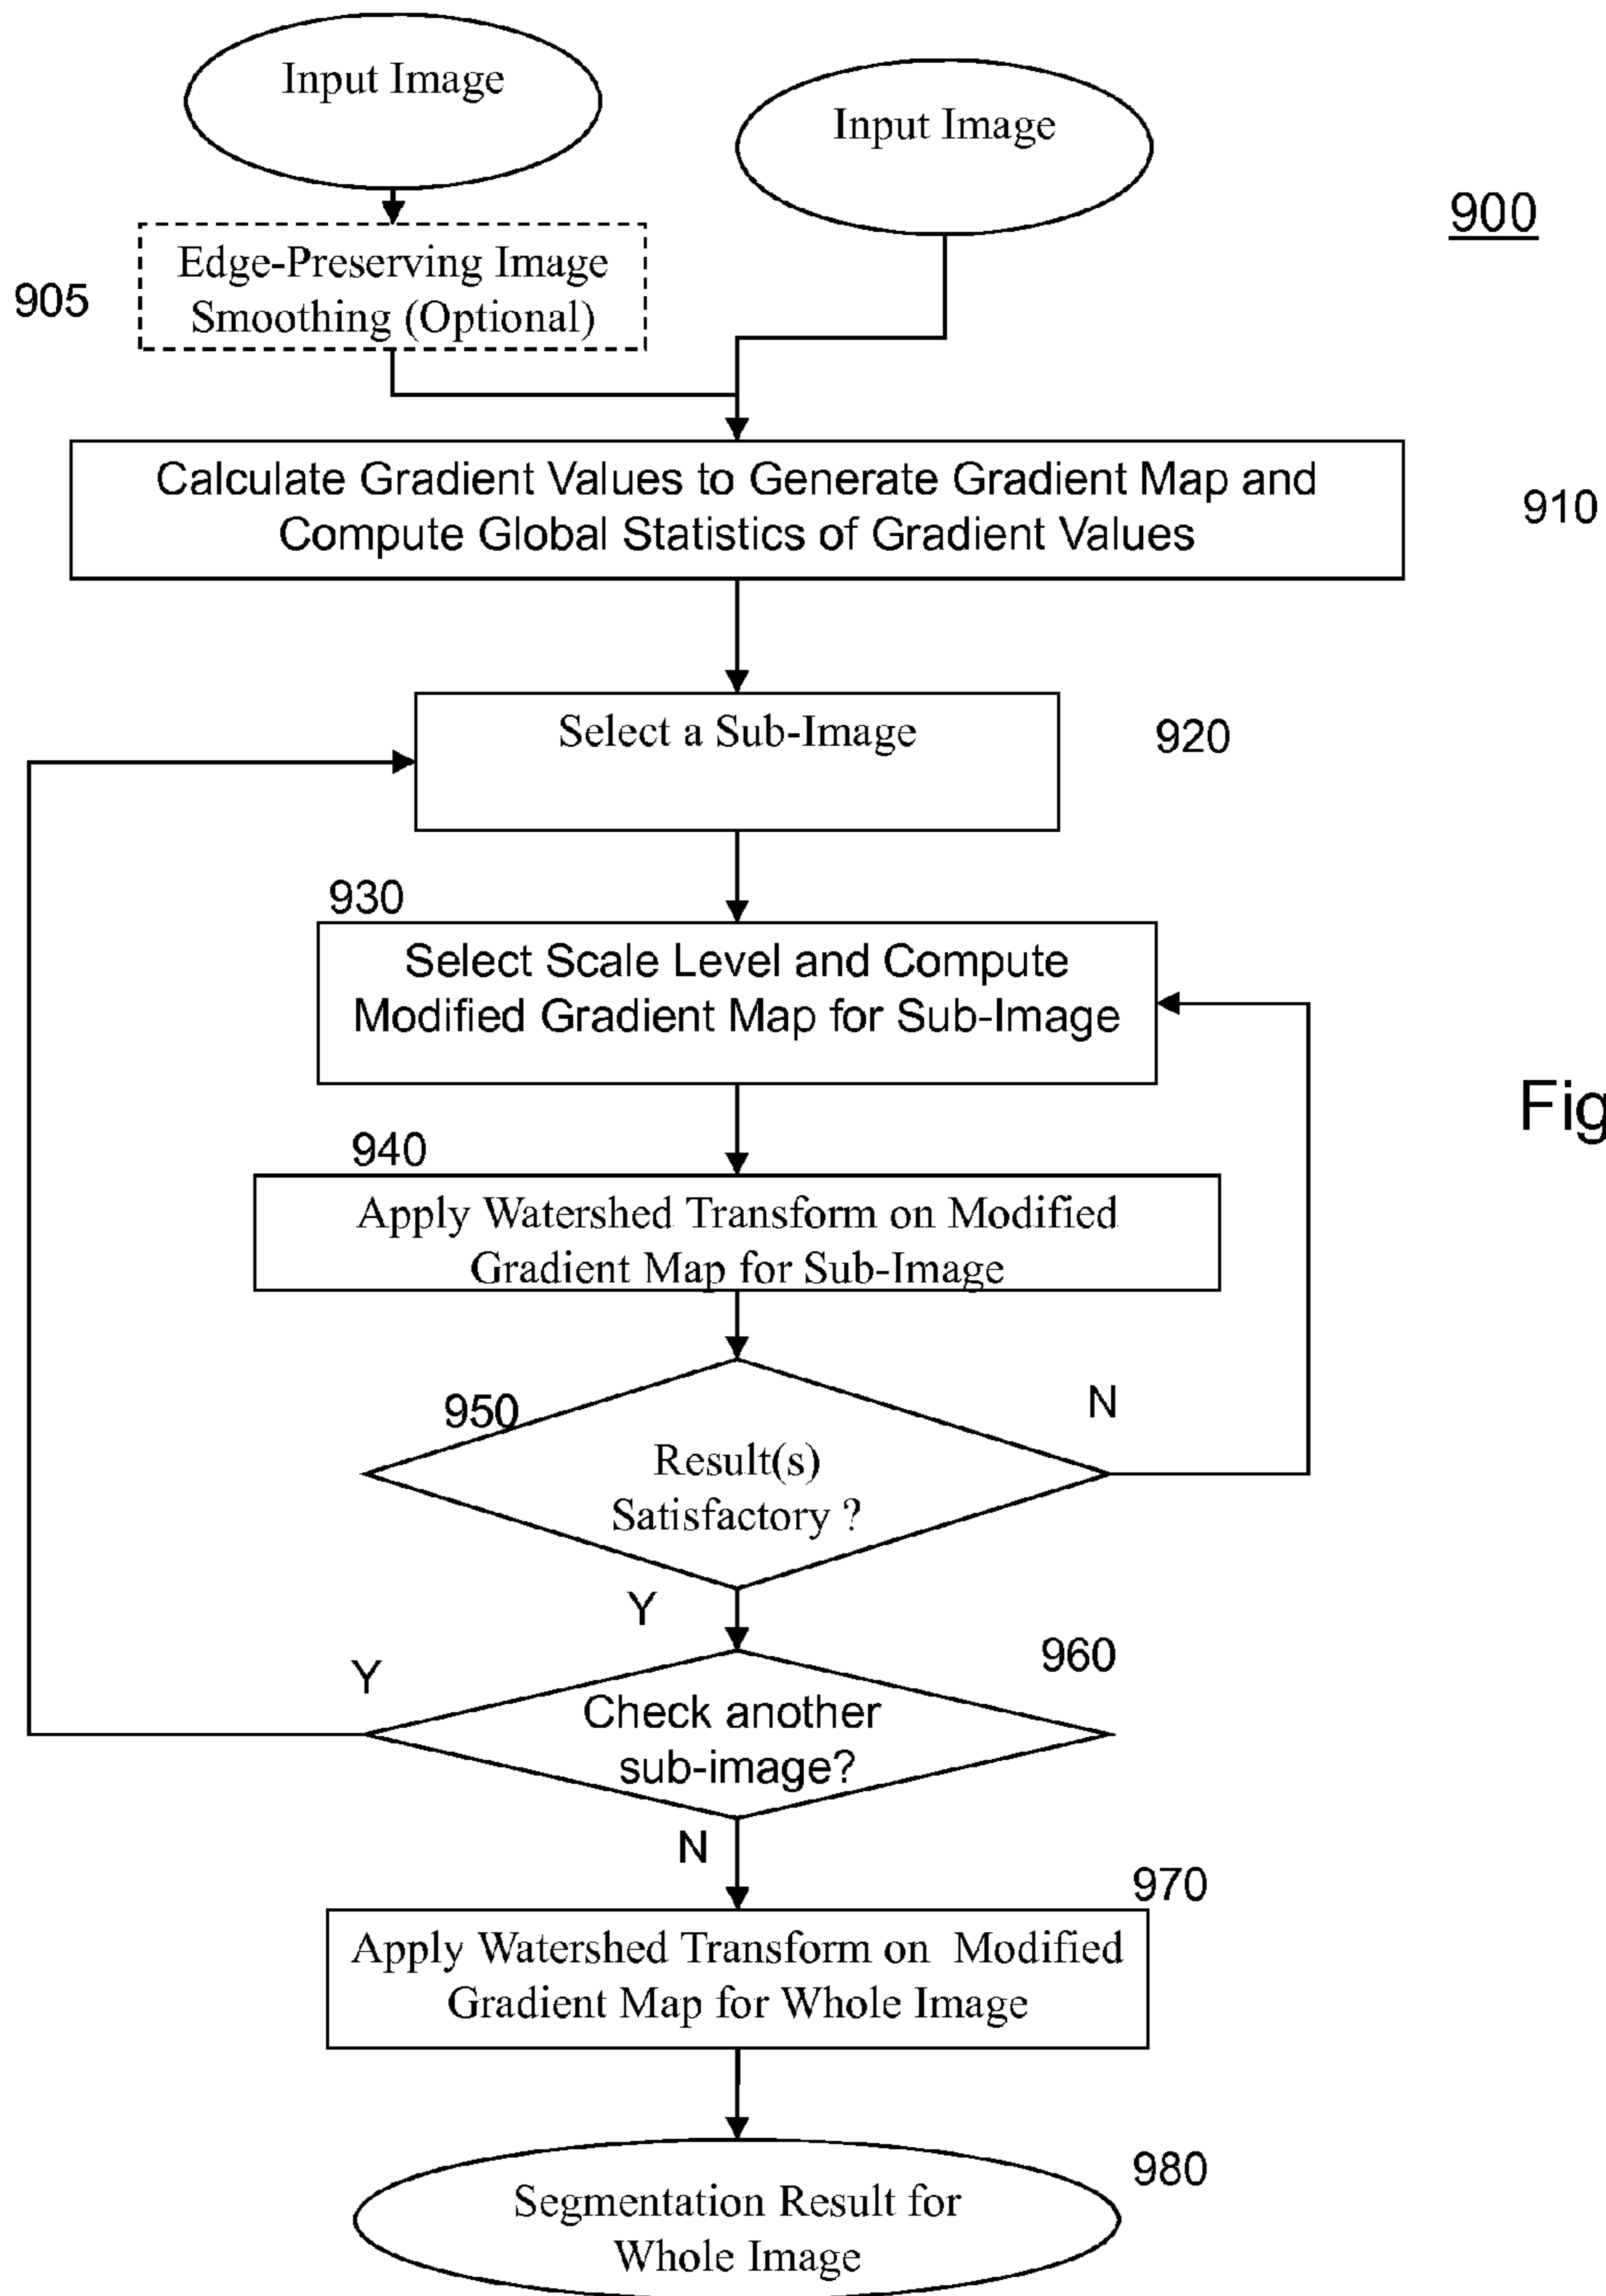 Input Image
Input Image
900
905
Edge-Preserving Image
Smoothing (Optional)
Calculate Gradient Values to Generate Gradient Map and
Compute Global Statistics of Gradient Values
910
Select a Sub-Image
920
930
Select Scale Level and Compute
Modified Gradient Map for Sub-Image
Fig
940
Apply Watershed Transform on Modified
Gradient Map for Sub-Image
950
N
Result(s)
Satisfactory ?
Y
960
Y
Check another
sub-image?
N
970
Apply Watershed Transform on Modified
Gradient Map for Whole Image
980
Segmentation Result for
Whole Image